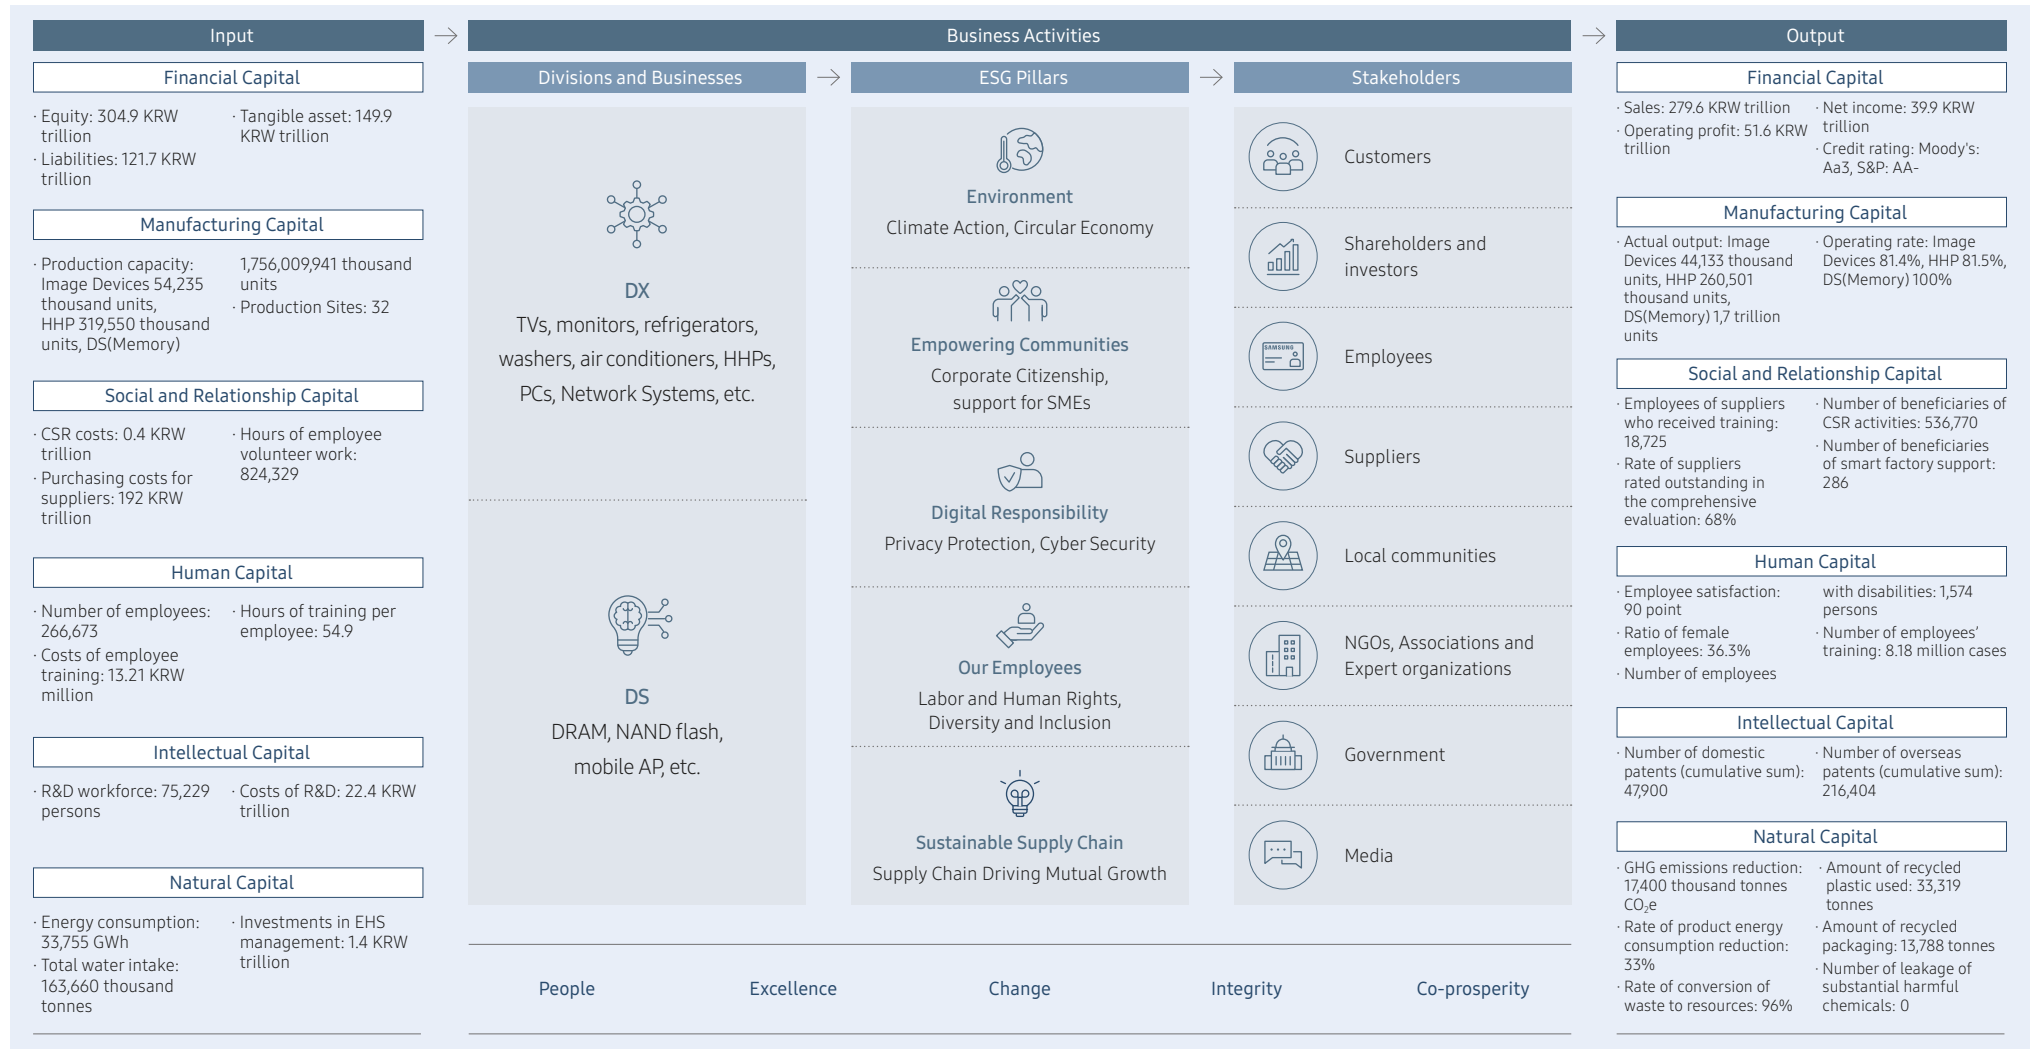 Input
Financial Capital
· Equity: 304.9 KRW
trillion
· Liabilities: 121.7 KRW
trillion
· Tangible asset: 149.9
KRW trillion
Manufacturing Capital
· Production capacity:
Image Devices 54,235
thousand units,
HHP 319,550 thousand
units, DS(Memory)
1,756,009,941 thousand
units
· Production Sites: 32
Social and Relationship Capital
· CSR costs: 0.4 KRW
trillion
· Purchasing costs for
suppliers: 192 KRW
trillion
· Hours of employee
volunteer work:
824,329
Human Capital
· Number of employees:
266,673
· Costs of employee
training: 13.21 KRW
million
· Hours of training per
employee: 54.9
Intellectual Capital
· R&D workforce: 75,229
persons
· Costs of R&D: 22.4 KRW
trillion
Natural Capital
· Energy consumption:
33,755 GWh
· Total water intake:
163,660 thousand
tonnes
· Investments in EHS
management: 1.4 KRW
trillion
Business Activities
Divisions and Businesses
DX
TVs, monitors, refrigerators,
washers, air conditioners, HHPs,
PCs, Network Systems, etc.
DS
DRAM, NAND flash,
mobile AP, etc.
ESG Pillars
Environment
Climate Action, Circular Economy
Empowering Communities
Corporate Citizenship,
support for SMEs
Digital Responsibility
Privacy Protection, Cyber Security
Our Employees
Labor and Human Rights,
Diversity and Inclusion
Sustainable Supply Chain
Supply Chain Driving Mutual Growth
Stakeholders
Customers
Shareholders and
investors
SAMSUNG
Employees
Suppliers
Local communities
NGOs, Associations and
Expert organizations
Government
Media
People
Excellence
Change
Integrity
Co-prosperity
Output
Financial Capital
· Sales: 279.6 KRW trillion
· Operating profit: 51.6 KRW
trillion
· Net income: 39.9 KRW
trillion
· Credit rating: Moody's:
Aa3, S&P: AA-
Manufacturing Capital
· Actual output: Image
Devices 44,133 thousand
units, HHP 260,501
thousand units,
DS(Memory) 1,7 trillion
units
· Operating rate: Image
Devices 81.4%, HHP 81.5%,
DS(Memory) 100%
Social and Relationship Capital
· Employees of suppliers
who received training:
18,725
· Rate of suppliers
rated outstanding in
the comprehensive
evaluation: 68%
· Number of beneficiaries of
CSR activities: 536,770
· Number of beneficiaries
of smart factory support:
286
Human Capital
· Employee satisfaction:
90 point
· Ratio of female
employees: 36.3%
· Number of employees
with disabilities: 1,574
persons
· Number of employees’
training: 8.18 million cases
Intellectual Capital
· Number of domestic
patents (cumulative sum):
47,900
· Number of overseas
patents (cumulative sum):
216,404
Natural Capital
· GHG emissions reduction:
17,400 thousand tonnes
CO₂e
· Rate of product energy
consumption reduction:
33%
· Rate of conversion of
waste to resources: 96%
· Amount of recycled
plastic used: 33,319
tonnes
· Amount of recycled
packaging: 13,788 tonnes
· Number of leakage of
substantial harmful
chemicals: 0